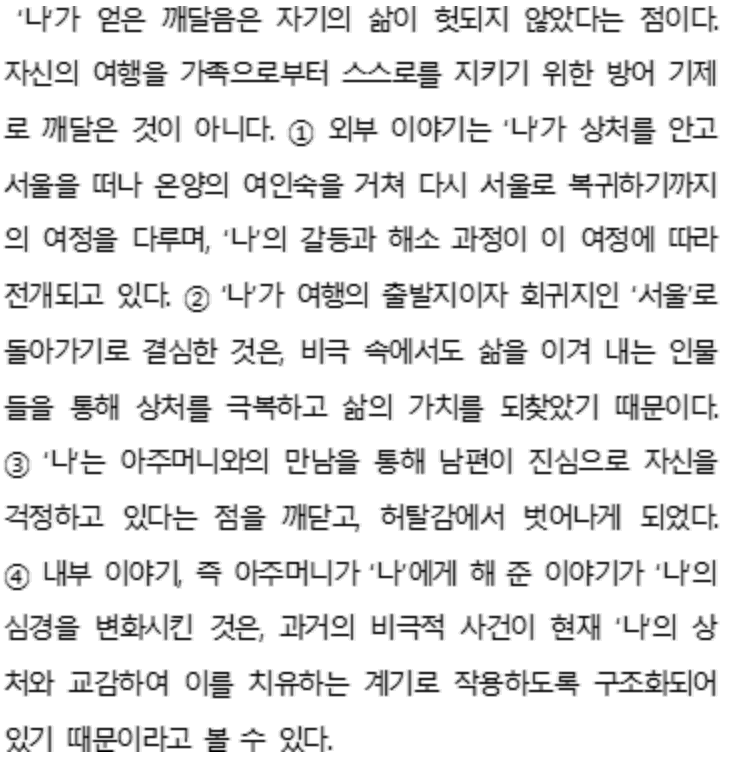 '나'가 얻은 깨달음은 자기의 삶이 헛되지 않았다는 점이다.
자신의 여행을 가족으로부터 스스로를 지키기 위한 방어 기제
로 깨달은 것이 아니다. ① 외부 이야기는 '나'가 상처를 안고
서울을 떠나 온양의 여인숙을 거쳐 다시 서울로 복귀하기까지
의 여정을 다루며, '나'의 갈등과 해소 과정이 이 여정에 따라
전개되고 있다. ② '나'가 여행의 출발지이자 회귀지인 '서울'로
돌아가기로 결심한 것은, 비극 속에서도 삶을 이겨 내는 인물
들을 통해 상처를 극복하고 삶의 가치를 되찾았기 때문이다.
③ '나'는 아주머니와의 만남을 통해 남편이 진심으로 자신을
걱정하고 있다는 점을 깨닫고, 허탈감에서 벗어나게 되었다.
④ 내부 이야기, 즉 아주머니가 '나'에게 해 준 이야기가 '나'의
심경을 변화시킨 것은, 과거의 비극적 사건이 현재 '나'의 상
처와 교감하여 이를 치유하는 계기로 작용하도록 구조화되어
있기 때문이라고 볼 수 있다.